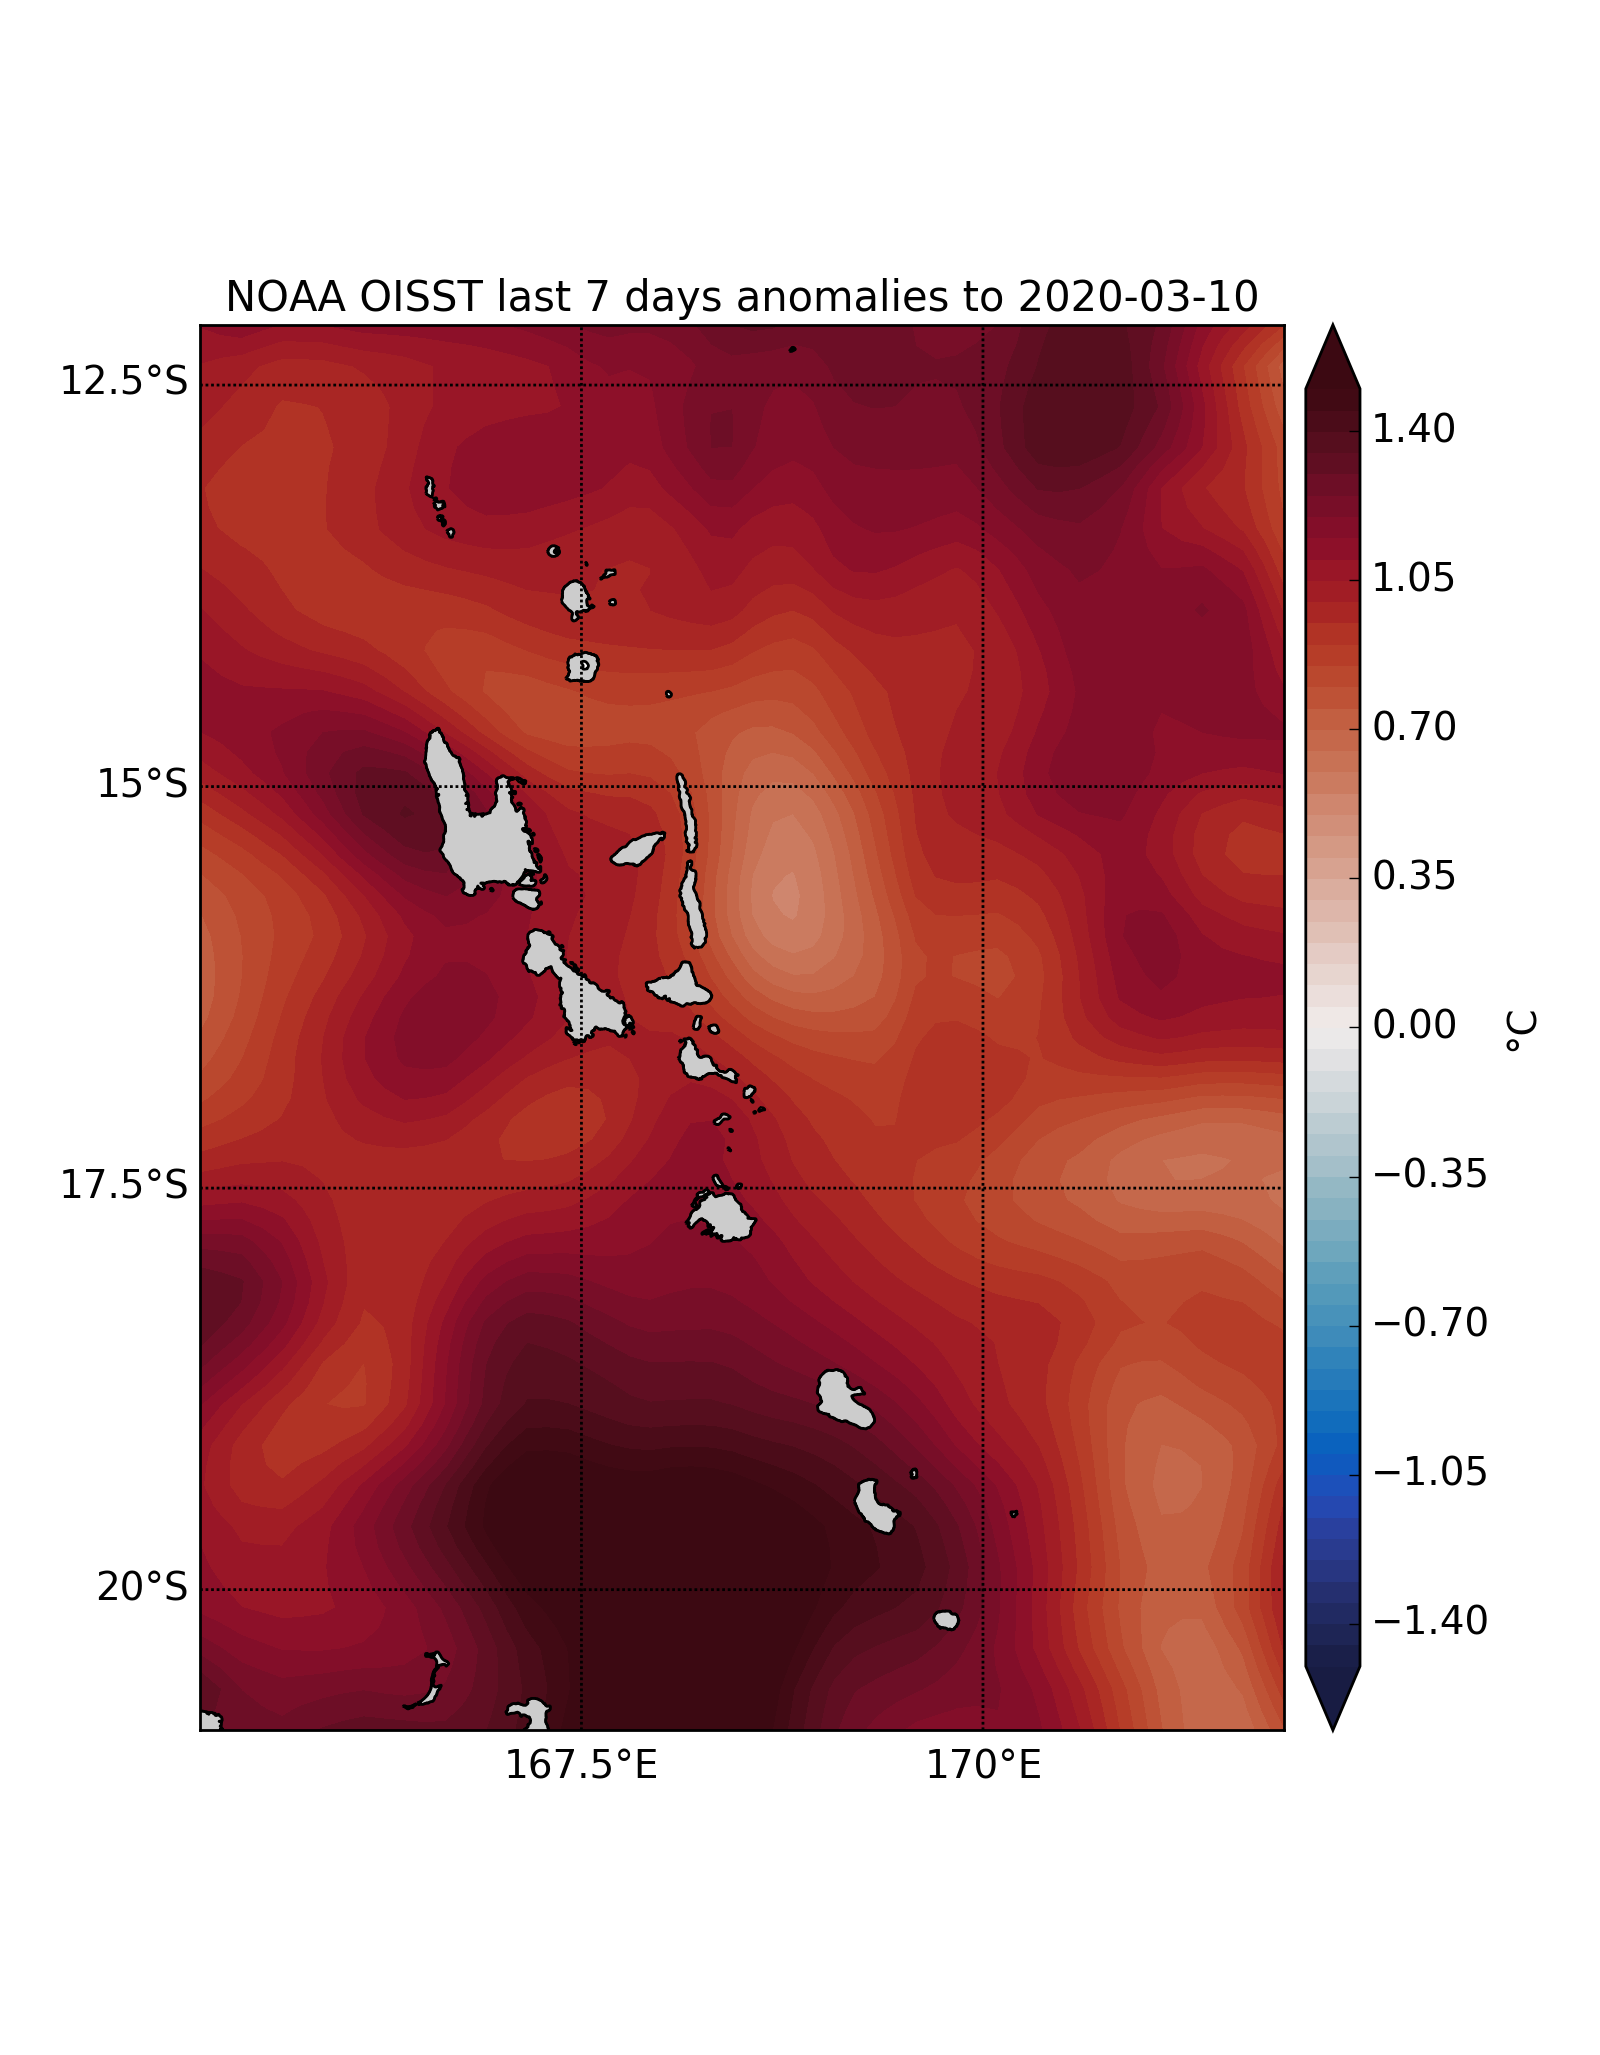 NOAA OISST last 7 days anomalies to 2020-03-10
12.5°S
15°S
17.5°S
20°S
167.5°E
170°E
1.40
1.05
0.70
0.35
0.00
−0.35
−0.70
−1.05
−1.40
°C